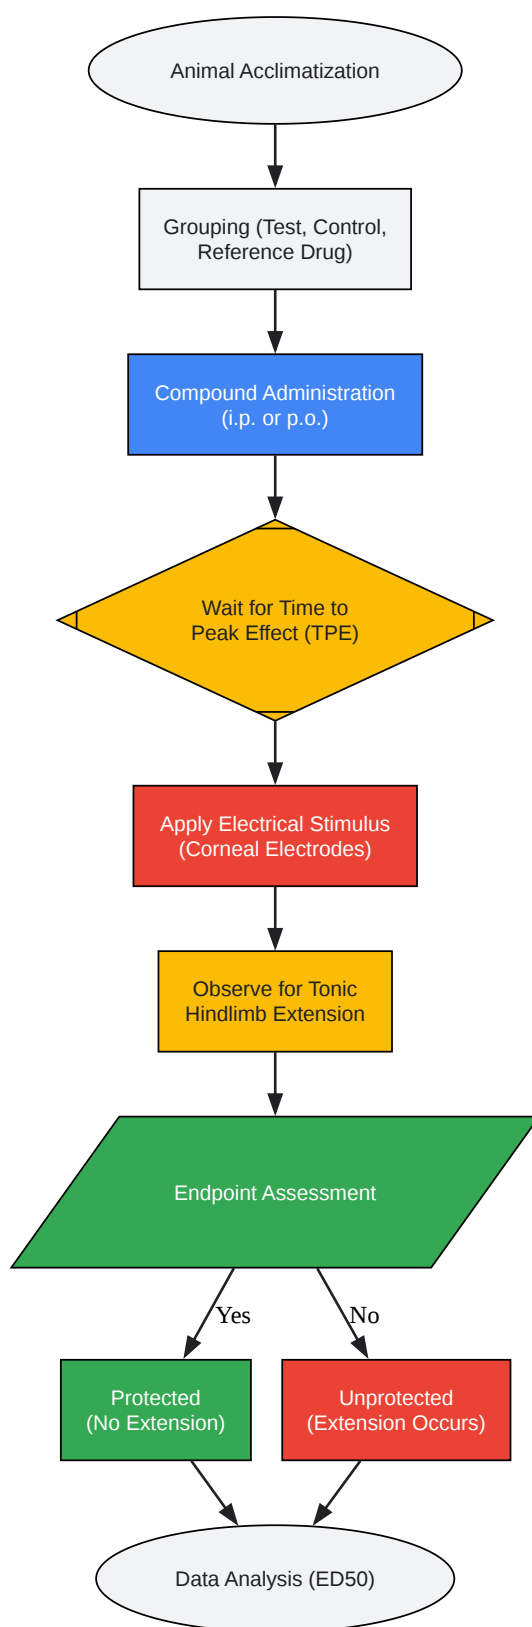 Animal Acclimatization
Grouping (Test, Control,
Reference Drug)
Compound Administration
(i.p. or p.o.)
Wait for Time to
Peak Effect (TPE)
Apply Electrical Stimulus
(Corneal Electrodes)
Observe for Tonic
Hindlimb Extension
Endpoint Assessment
Yes
No
Protected
(No Extension)
Unprotected
(Extension Occurs)
Data Analysis (ED50)